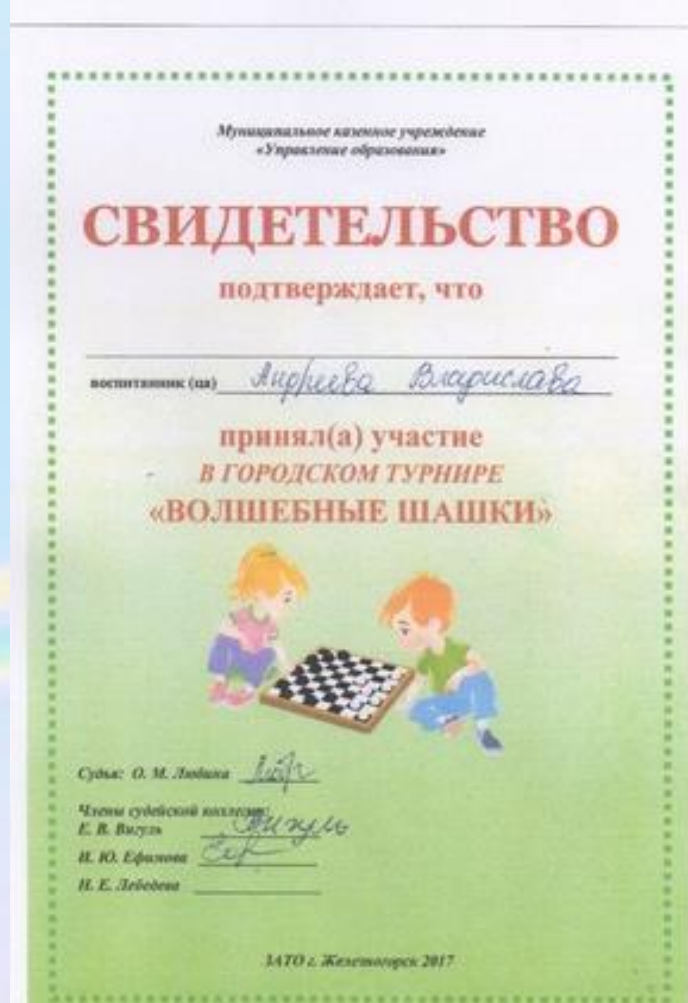 Муниципальное казенное учреждение
«Управление образования»
СВИДЕТЕЛЬСТВО
подтверждает, что
воспитанник (ца) Андреева Владислава
принял(а) участие
В ГОРОДСКОМ ТУРНИРЕ
«ВОЛШЕБНЫЕ ШАШКИ»
Судья: О. М. Людина
Члены судейской коллегии:
Е. В. Вигуль Вигуль
И. Ю. Ефимова
Н. Е. Лебедева
ЗАТО г. Железногорск 2017